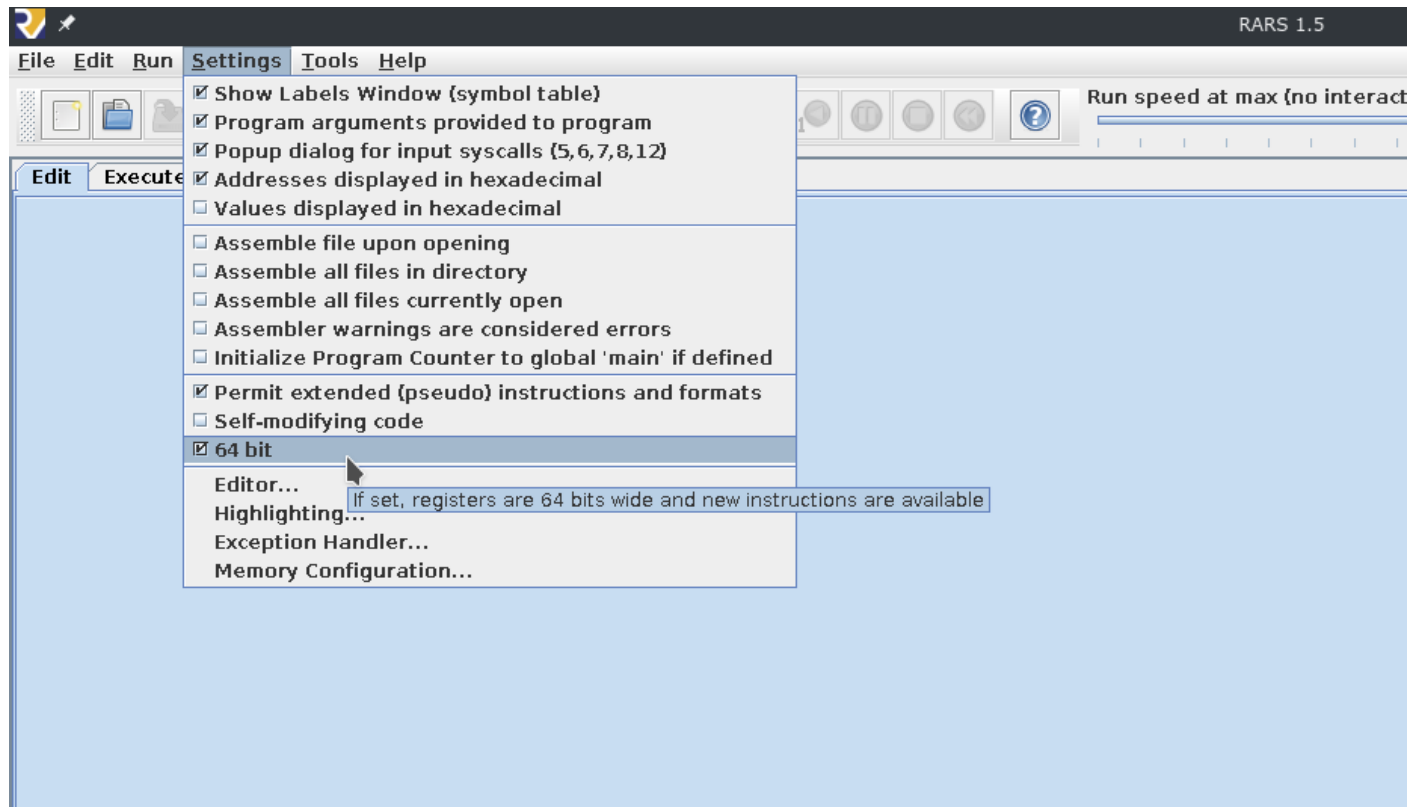 RARS 1.5
File Edit Run Settings Tools Help
Run speed at max (no interact
Edit Execute
Show Labels Window (symbol table)
Program arguments provided to program
Popup dialog for input syscalls (5,6,7,8,12)
Addresses displayed in hexadecimal
Values displayed in hexadecimal
Assemble file upon opening
Assemble all files in directory
Assemble all files currently open
Assembler warnings are considered errors
Initialize Program Counter to global 'main' if defined
Permit extended (pseudo) instructions and formats
Self-modifying code
64 bit
Editor...
If set, registers are 64 bits wide and new instructions are available
Highlighting...
Exception Handler...
Memory Configuration...